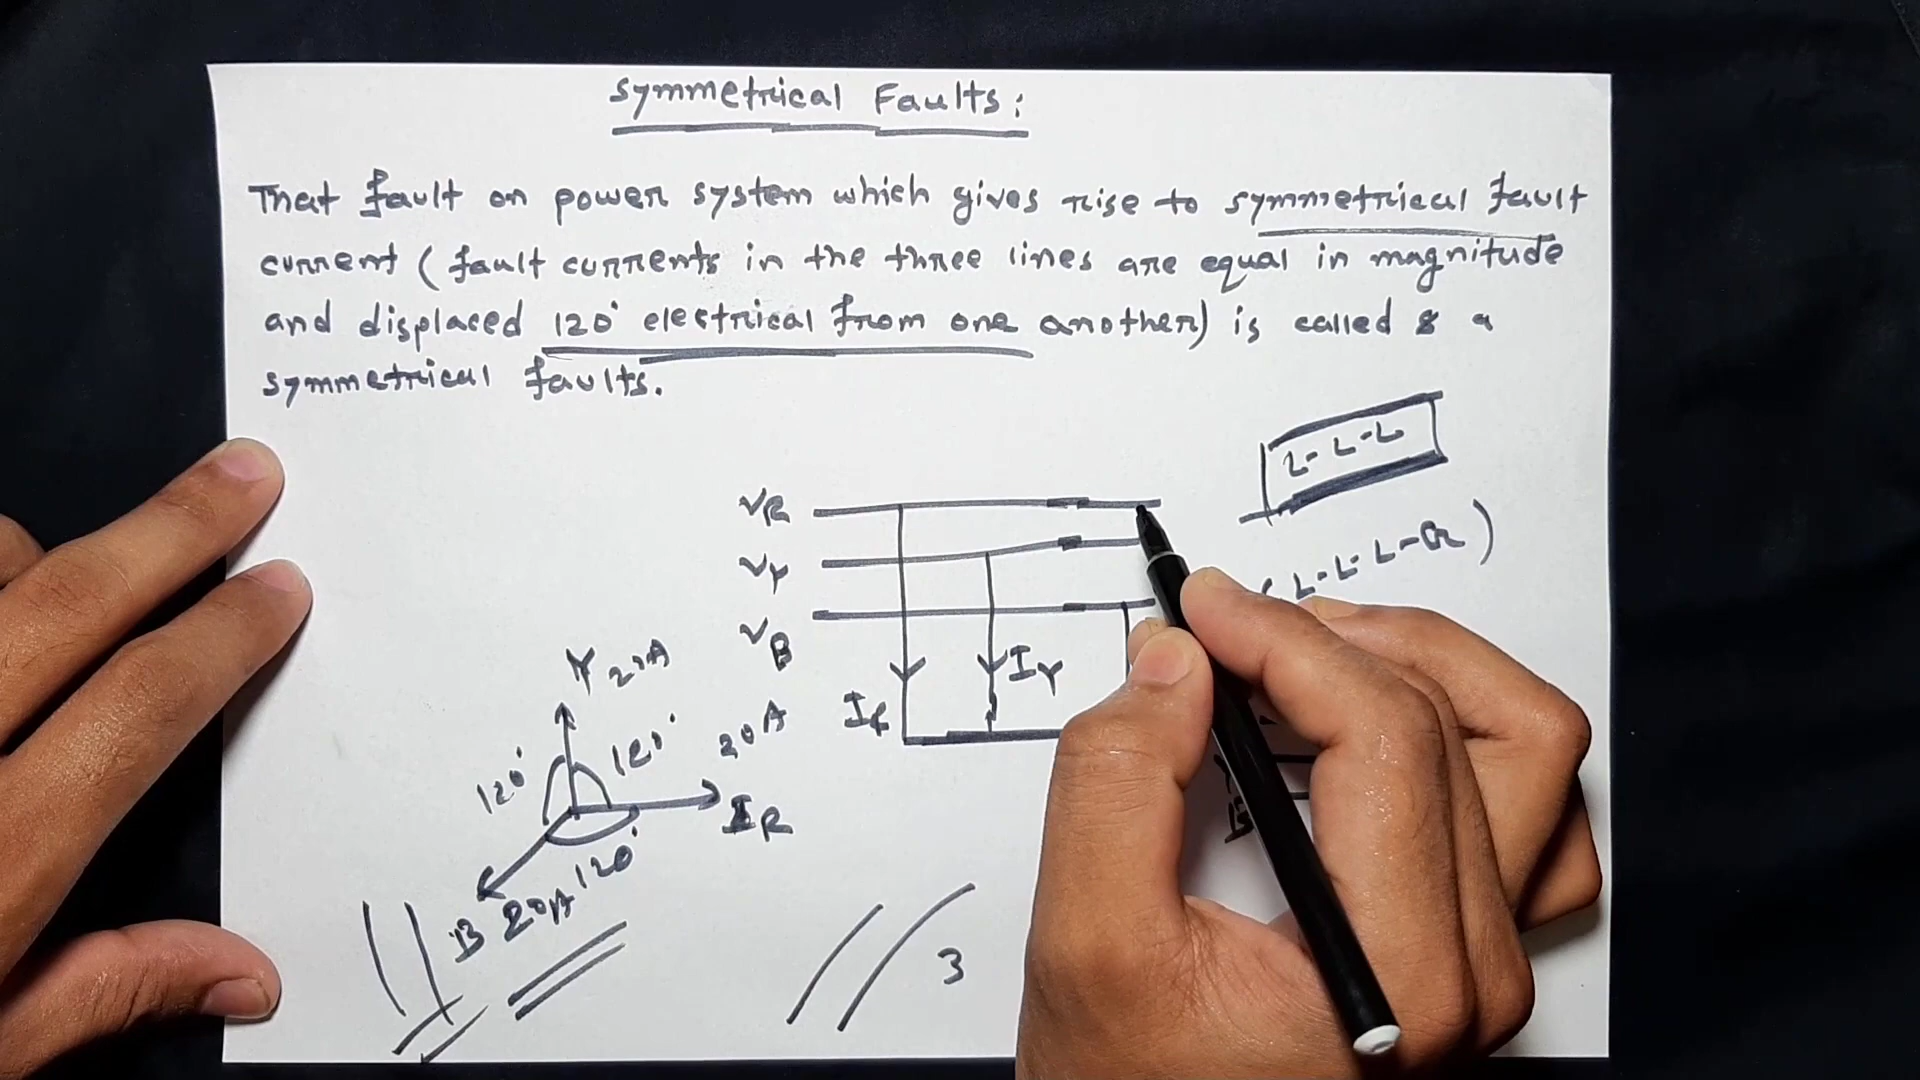 Symmetrical Faults:
That fault on power system which gives rise to symmetrical fault
current (fault currents in the three lines are equal in magnitude
and displaced 120° electrical from one another) is called a
symmetrical faults.
L-L-L
VR
L-L-L-G)
VY
VB
Y 20A
IY
120°
120°
20A
IR
120°
B 20A
B
3